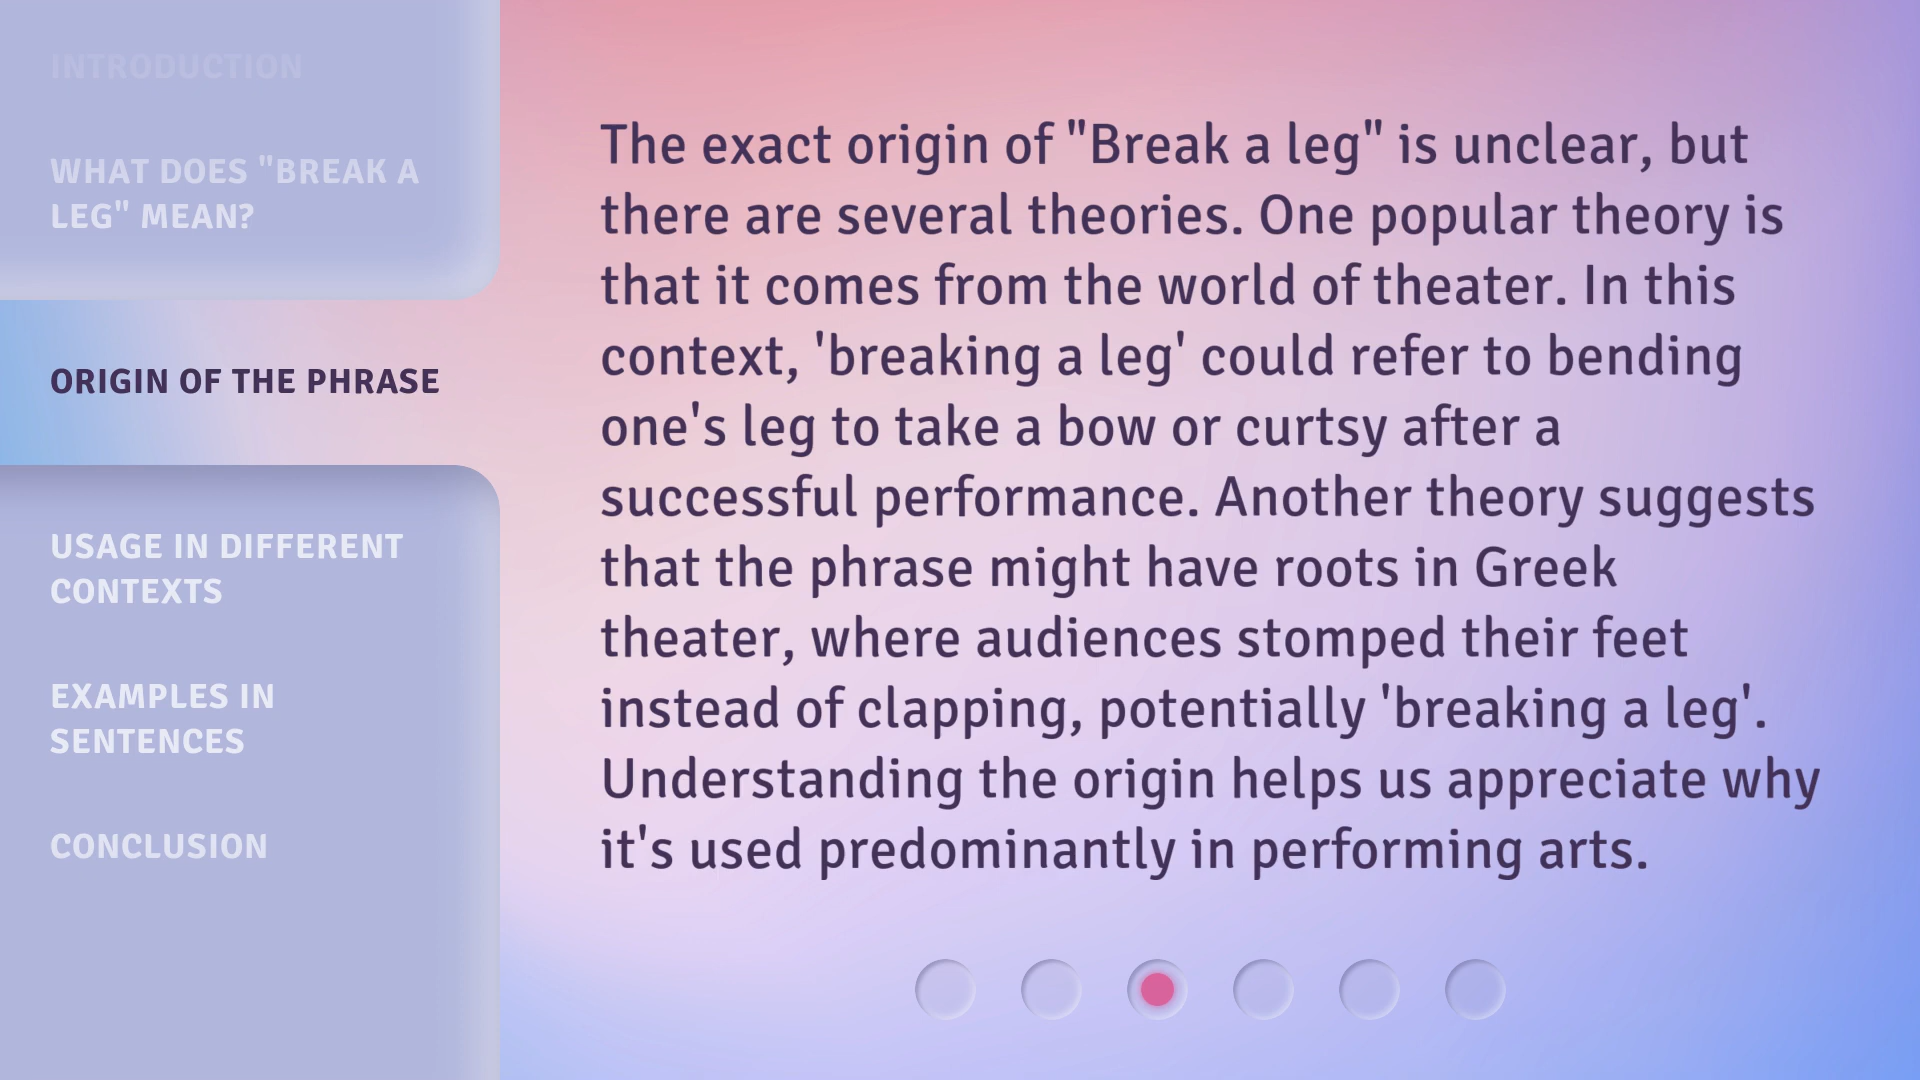 INTRODUCTION
WHAT DOES "BREAK A
LEG" MEAN?
ORIGIN OF THE PHRASE
USAGE IN DIFFERENT
CONTEXTS
EXAMPLES IN
SENTENCES
CONCLUSION
The exact origin of "Break a leg" is unclear, but
there are several theories. One popular theory is
that it comes from the world of theater. In this
context, 'breaking a leg' could refer to bending
one's leg to take a bow or curtsy after a
successful performance. Another theory suggests
that the phrase might have roots in Greek
theater, where audiences stomped their feet
instead of clapping, potentially 'breaking a leg'.
Understanding the origin helps us appreciate why
it's used predominantly in performing arts.